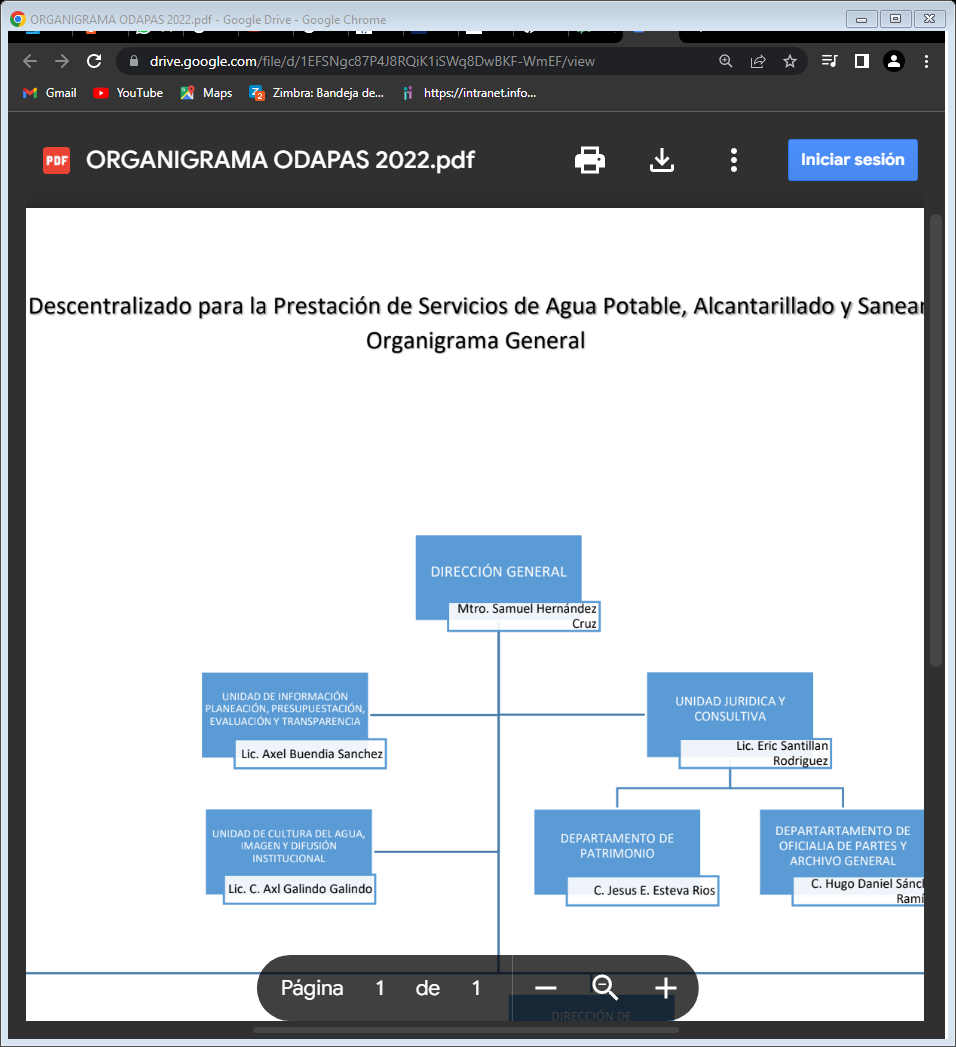 ORGANIGRAMA ODAPAS 2022.pdf - Google Drive - Google Chrome
drive.google.com/file/d/1EFSNgc87P4J8RQiK1iSWq8DwBKF-WmEF/view
Gmail YouTube Maps Zimbra: Bandeja de... https://intranet.info...
PDF ORGANIGRAMA ODAPAS 2022.pdf Iniciar sesión
Descentralizado para la Prestación de Servicios de Agua Potable, Alcantarillado y Sanear
Organigrama General
DIRECCIÓN GENERAL
Mtro. Samuel Hernández
Cruz
UNIDAD DE INFORMACIÓN
PLANEACIÓN, PRESUPUESTACIÓN,
EVALUACIÓN Y TRANSPARENCIA
Lic. Axel Buendia Sanchez
UNIDAD JURIDICA Y
CONSULTIVA
Lic. Eric Santillan
Rodriguez
UNIDAD DE CULTURA DEL AGUA,
IMAGEN Y DIFUSIÓN
INSTITUCIONAL
Lic. C. Axl Galindo Galindo
DEPARTAMENTO DE
PATRIMONIO
C. Jesus E. Esteva Rios
DEPARTARTAMENTO DE
OFICIALIA DE PARTES Y
ARCHIVO GENERAL
C. Hugo Daniel Sánch
Ramí
Página 1 de 1
DIRECCIÓN DE